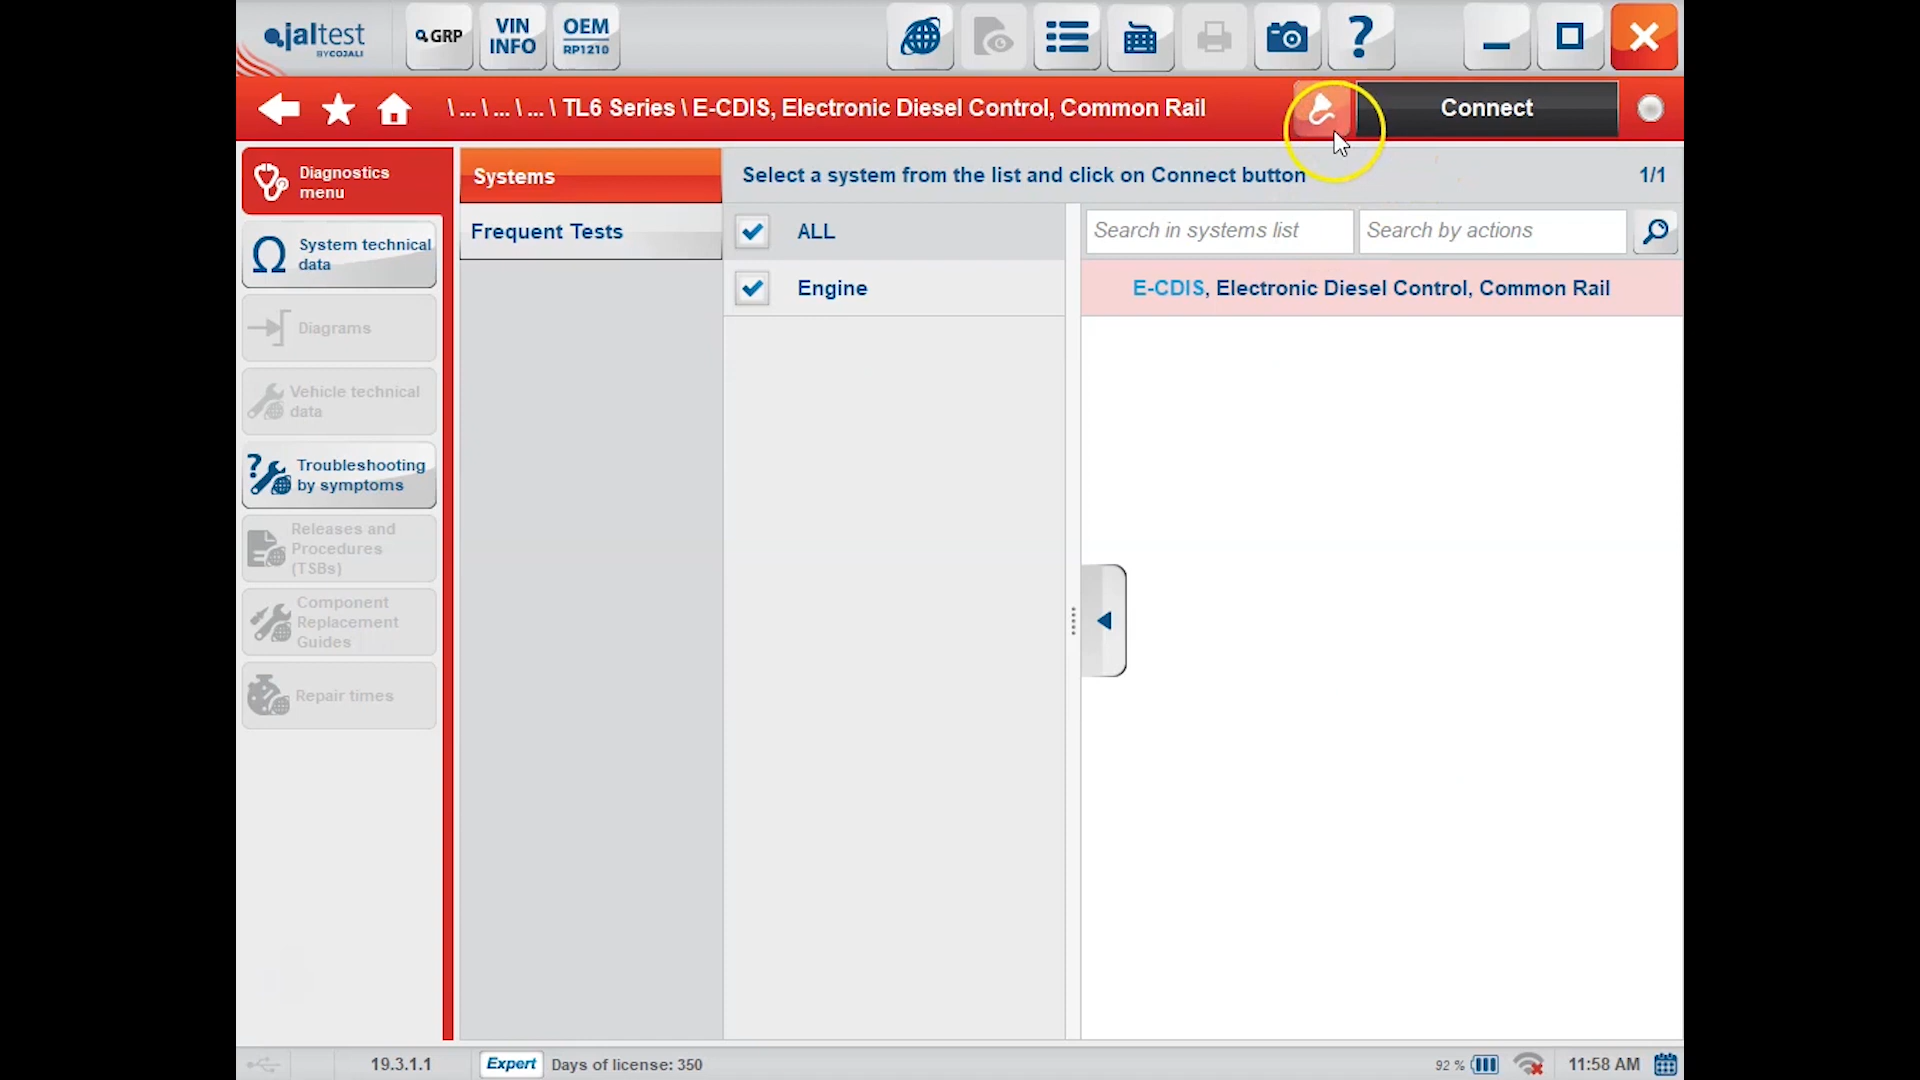 jaltest
BY COJALI
GRP
VIN
INFO
OEM
RP1210
?
\ ... \ ... \ ... \ TL6 Series \ E-CDIS, Electronic Diesel Control, Common Rail
Connect
Diagnostics
menu
System technical
data
Diagrams
Vehicle technical
data
Troubleshooting
by symptoms
Releases and
Procedures
(TSBs)
Component
Replacement
Guides
Repair times
Systems
Frequent Tests
Select a system from the list and click on Connect button
1/1
ALL
Engine
Search in systems list
Search by actions
E-CDIS, Electronic Diesel Control, Common Rail
19.3.1.1
Expert
Days of license: 350
92 %
11:58 AM